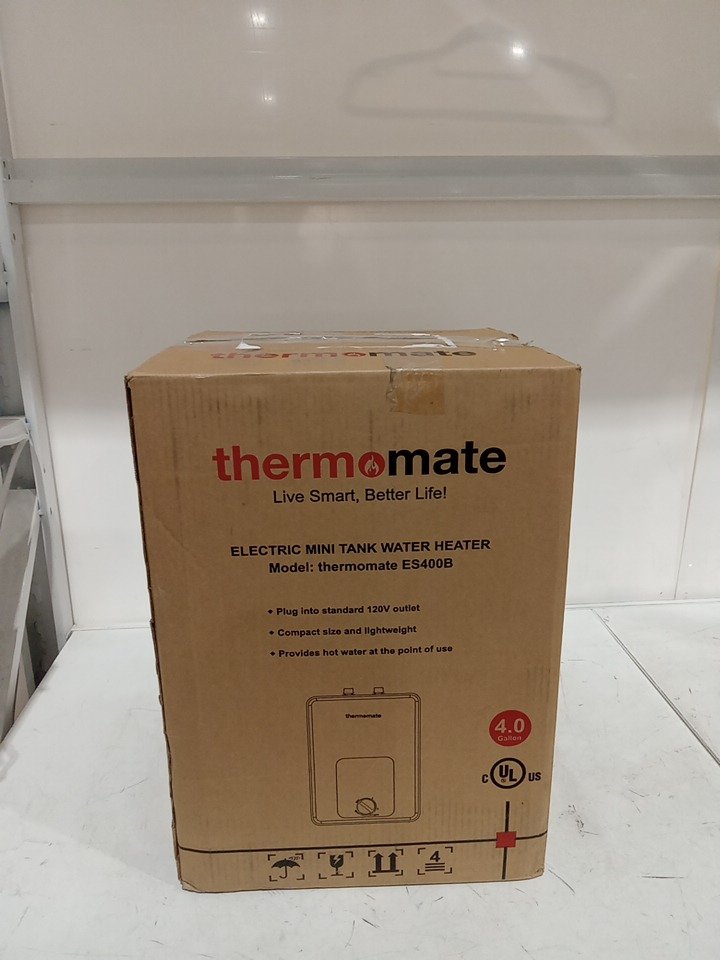 thermomate
thermomate
Live Smart, Better Life!
ELECTRIC MINI TANK WATER HEATER
Model: thermomate ES400B
Plug into standard 120V outlet
Compact size and lightweight
Provides hot water at the point of use
thermomate
4.0
Gallon
C UL US
4